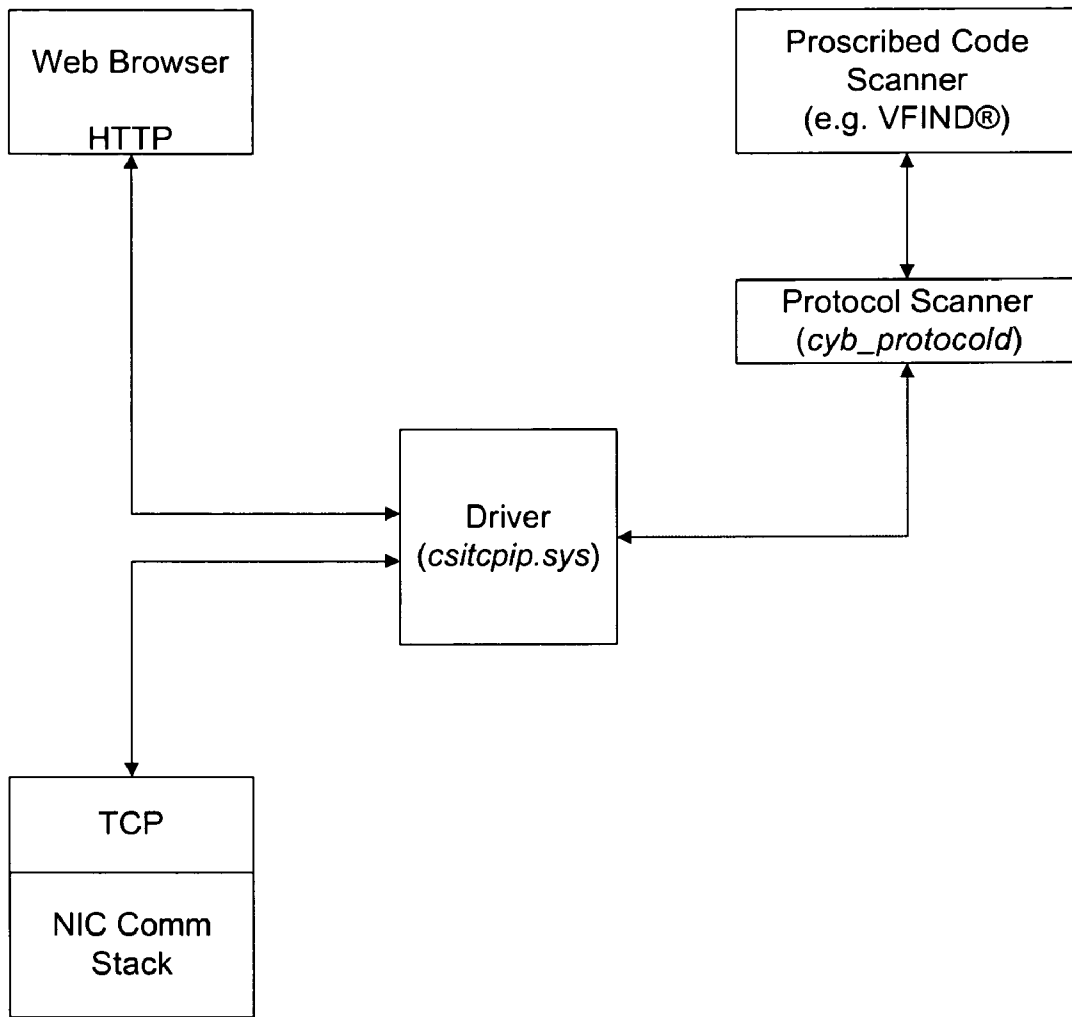 Web Browser
HTTP
Proscribed Code
Scanner
(e.g. VFIND®)
Protocol Scanner
(cyb_protocold)
Driver
(csitcpip.sys)
TCP
NIC Comm
Stack